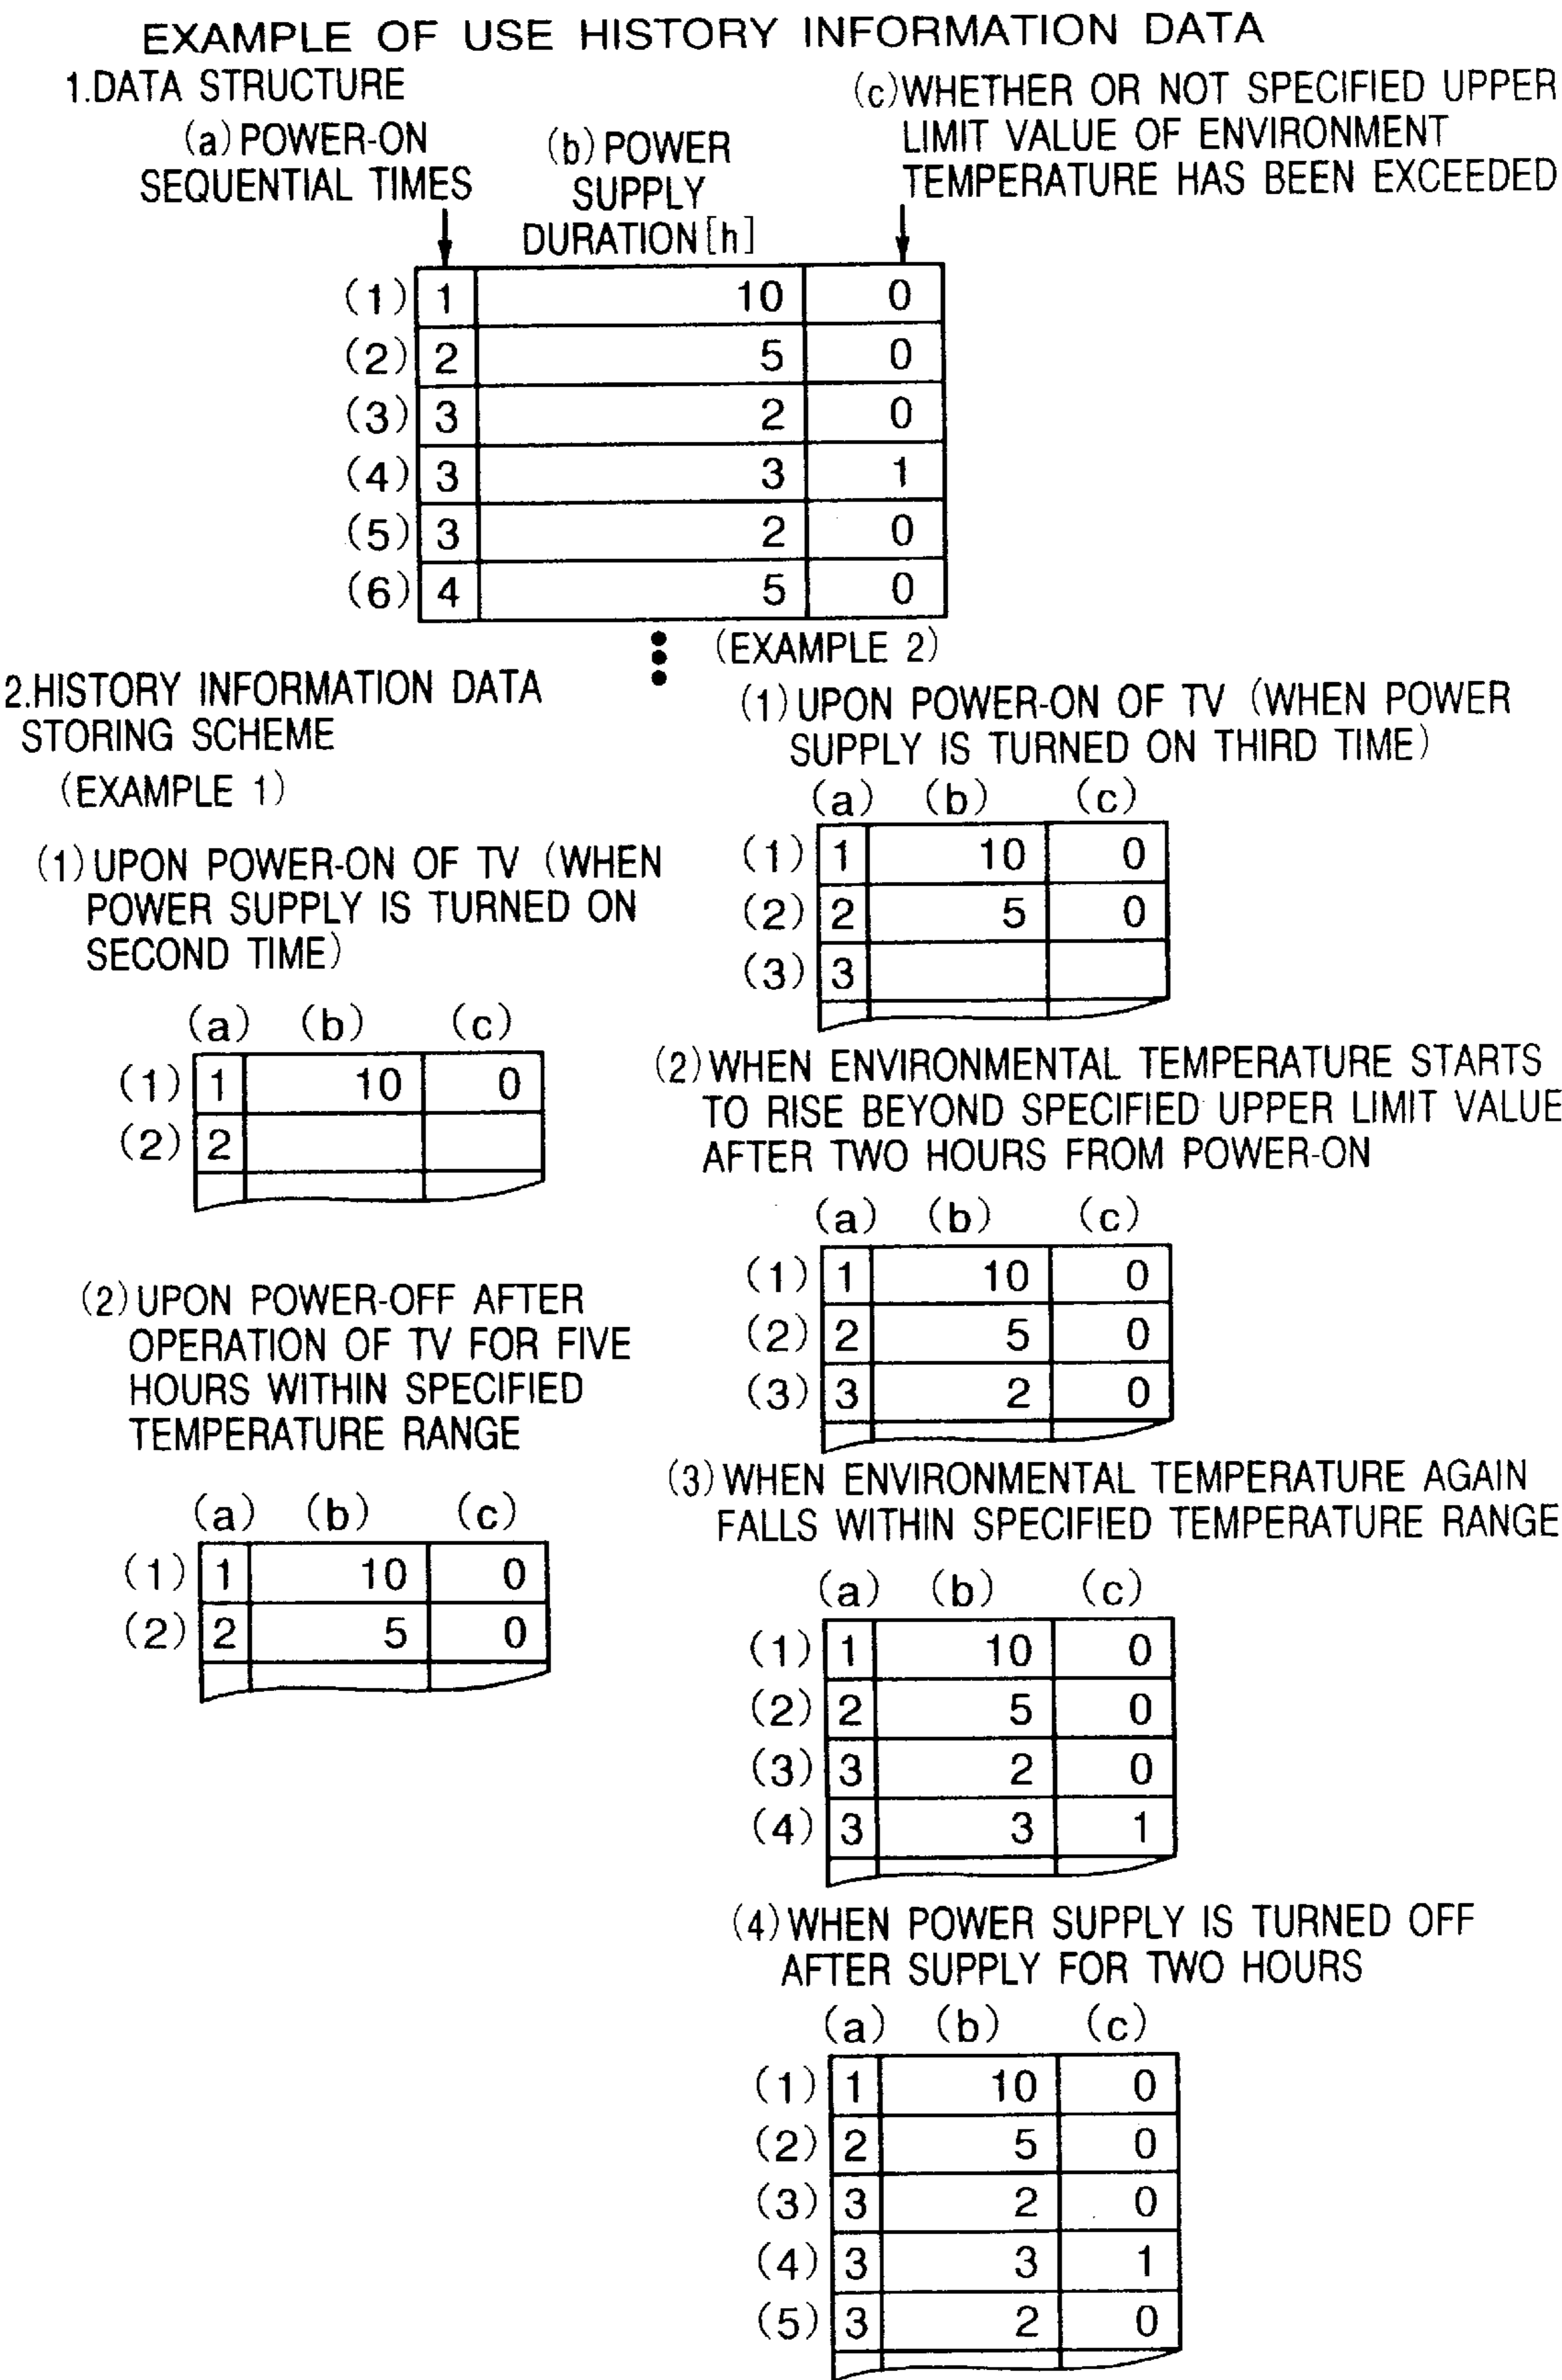 EXAMPLE OF USE HISTORY INFORMATION DATA
1.DATA STRUCTURE
(a)POWER-ON
SEQUENTIAL TIMES
(b)POWER
SUPPLY
DURATION[h]
(c)WHETHER OR NOT SPECIFIED UPPER
LIMIT VALUE OF ENVIRONMENT
TEMPERATURE HAS BEEN EXCEEDED
(1) 1 10 0
(2) 2 5 0
(3) 3 2 0
(4) 3 3 1
(5) 3 2 0
(6) 4 5 0
2.HISTORY INFORMATION DATA
STORING SCHEME
(EXAMPLE 1)
(1)UPON POWER-ON OF TV (WHEN
POWER SUPPLY IS TURNED ON
SECOND TIME)
(a) (b) (c)
(1) 1 10 0
(2) 2
(2)UPON POWER-OFF AFTER
OPERATION OF TV FOR FIVE
HOURS WITHIN SPECIFIED
TEMPERATURE RANGE
(a) (b) (c)
(1) 1 10 0
(2) 2 5 0
(EXAMPLE 2)
(1)UPON POWER-ON OF TV (WHEN POWER
SUPPLY IS TURNED ON THIRD TIME)
(a) (b) (c)
(1) 1 10 0
(2) 2 5 0
(3) 3
(2)WHEN ENVIRONMENTAL TEMPERATURE STARTS
TO RISE BEYOND SPECIFIED UPPER LIMIT VALUE
AFTER TWO HOURS FROM POWER-ON
(a) (b) (c)
(1) 1 10 0
(2) 2 5 0
(3) 3 2 0
(3)WHEN ENVIRONMENTAL TEMPERATURE AGAIN
FALLS WITHIN SPECIFIED TEMPERATURE RANGE
(a) (b) (c)
(1) 1 10 0
(2) 2 5 0
(3) 3 2 0
(4) 3 3 1
(4)WHEN POWER SUPPLY IS TURNED OFF
AFTER SUPPLY FOR TWO HOURS
(a) (b) (c)
(1) 1 10 0
(2) 2 5 0
(3) 3 2 0
(4) 3 3 1
(5) 3 2 0